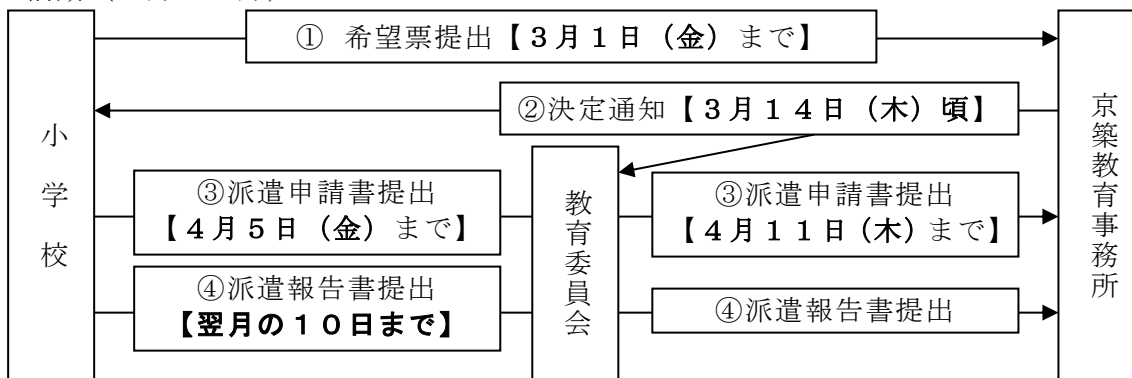 ① 希望票提出【３月１日（金）まで】
②決定通知【３月１４日（木）頃】
小学校
③派遣申請書提出
【４月５日（金）まで】
教育委員会
③派遣申請書提出
【４月１１日（木）まで】
京築教育事務所
④派遣報告書提出
【翌月の１０日まで】
④派遣報告書提出